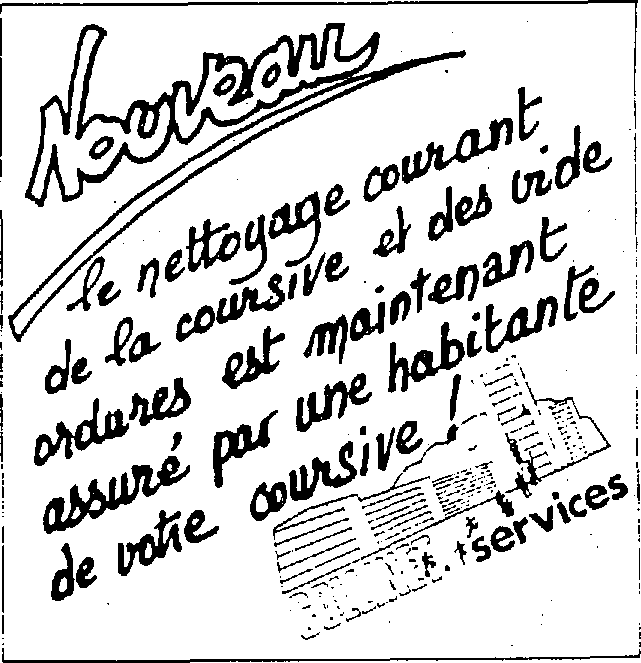 Nouveau
le nettoyage courant
de la coursive et des vide
ordures est maintenant
assuré par une habitante
de votre coursive !
services